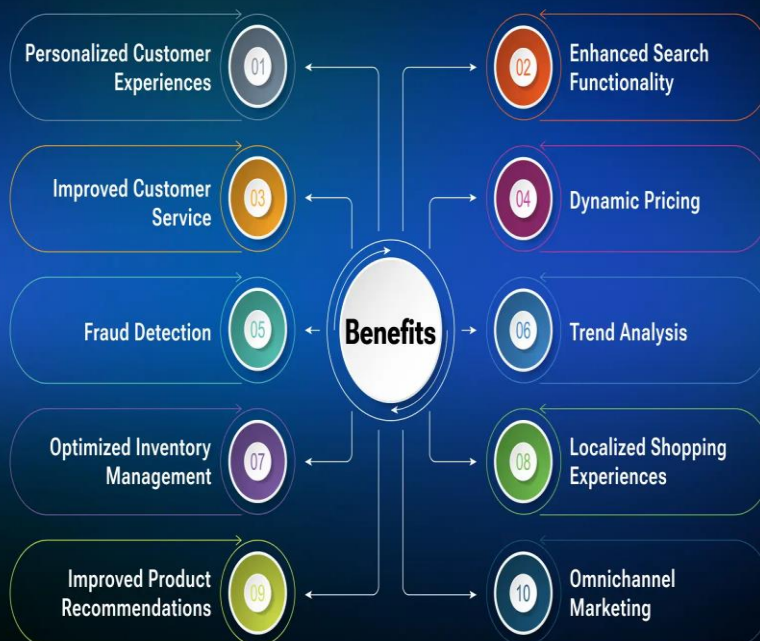 Personalized Customer
Experiences
01
02
Enhanced Search
Functionality
Improved Customer
Service
03
04
Dynamic Pricing
Fraud Detection
05
Benefits
06
Trend Analysis
Optimized Inventory
Management
07
08
Localized Shopping
Experiences
Improved Product
Recommendations
09
10
Omnichannel
Marketing